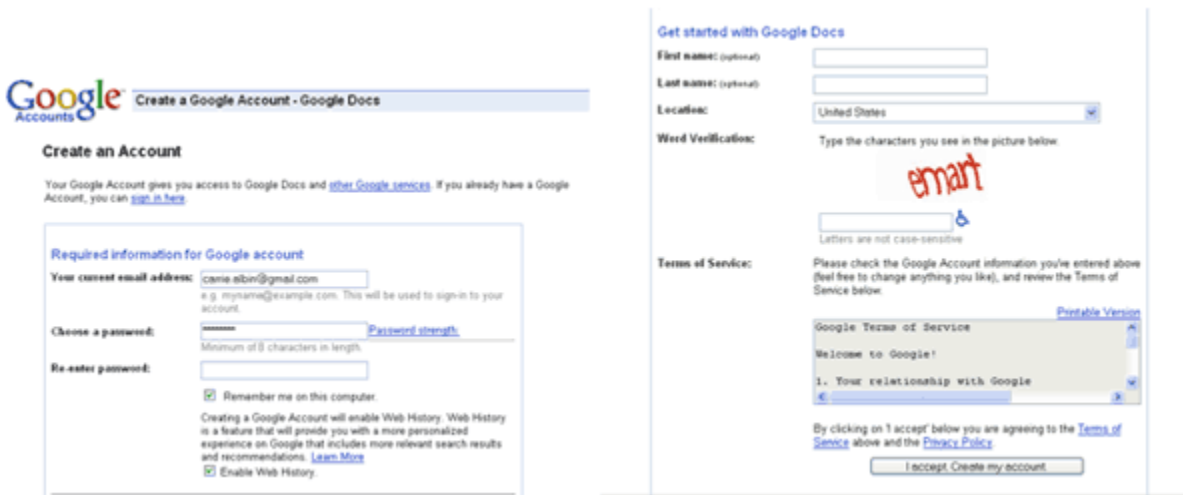 Google
Accounts
Create a Google Account - Google Docs
Create an Account
Your Google Account gives you access to Google Docs and other Google services. If you already have a Google
Account, you can sign in here.
Required information for Google account
Your current email address:
carrie.albin@gmail.com
e.g. myname@example.com. This will be used to sign-in to your
account.
Choose a password:
Password strength:
Minimum of 8 characters in length.
Re-enter password:
Remember me on this computer.
Creating a Google Account will enable Web History. Web History
is a feature that will provide you with a more personalized
experience on Google that includes more relevant search results
and recommendations. Learn More
Enable Web History.
Get started with Google Docs
First name: (optional)
Last name: (optional)
Location:
United States
Word Verification:
Type the characters you see in the picture below.
emart
Letters are not case-sensitive
Terms of Service:
Please check the Google Account information you've entered above
(feel free to change anything you like), and review the Terms of
Service below.
Printable Version
Google Terms of Service
Welcome to Google!
1. Your relationship with Google
By clicking on 'I accept' below you are agreeing to the Terms of
Service above and the Privacy Policy.
I accept. Create my account.